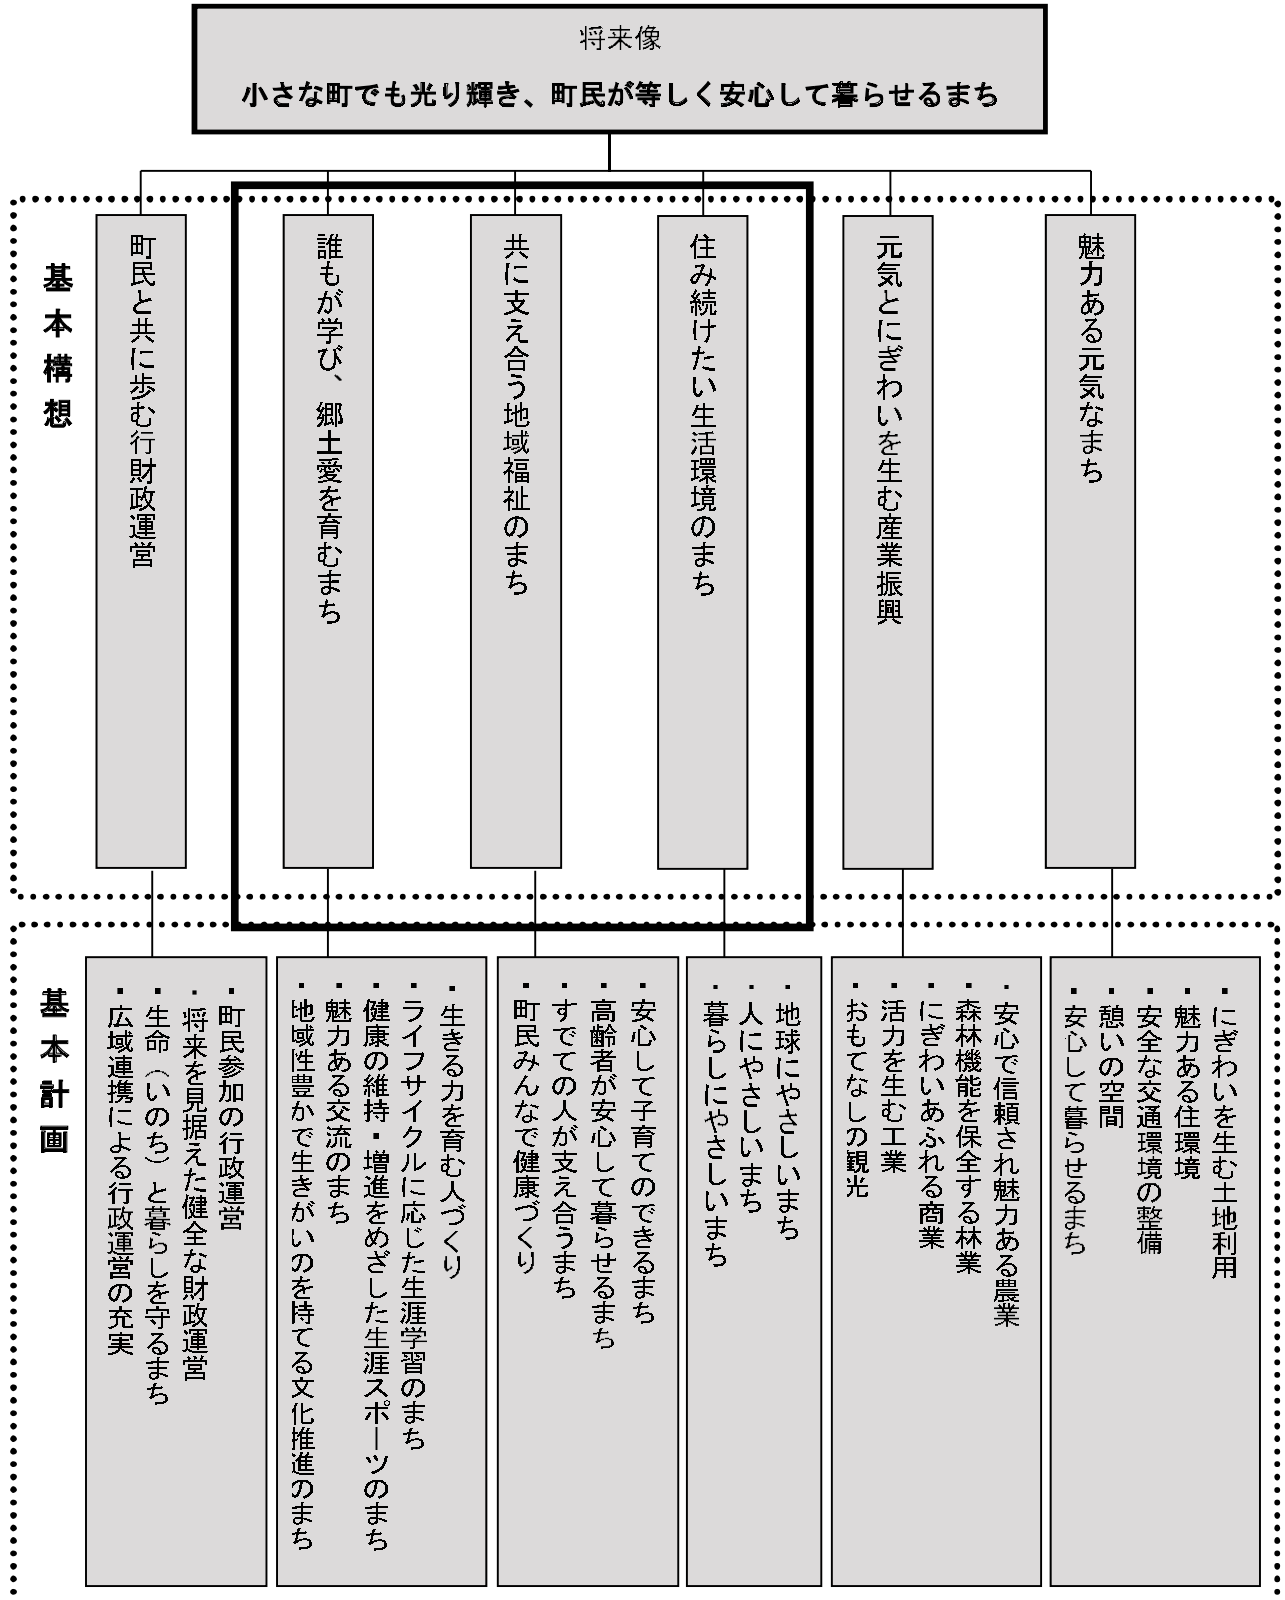 将来像
小さな町でも光り輝き、町民が等しく安心して暮らせるまち
基本構想
魅力ある元気なまち
元気とにぎわいを生む産業振興
住み続けたい生活環境のまち
共に支え合う地域福祉のまち
誰もが学び、郷土愛を育むまち
町民と共に歩む行財政運営
基本計画
・にぎわいを生む土地利用
・魅力ある住環境
・安全な交通環境の整備
・憩いの空間
・安心して暮らせるまち
・安心で信頼され魅力ある農業
・森林機能を保全する林業
・にぎわいあふれる商業
・活力を生む工業
・おもてなしの観光
・地球にやさしいまち
・人にやさしいまち
・暮らしにやさしいまち
・安心して子育てのできるまち
・高齢者が安心して暮らせるまち
・すでての人が支え合うまち
・町民みんなで健康づくり
・生きる力を育む人づくり
・ライフサイクルに応じた生涯学習のまち
・健康の維持・増進をめざした生涯スポーツのまち
・魅力ある交流のまち
・地域性豊かで生きがいのを持てる文化推進のまち
・町民参加の行政運営
・将来を見据えた健全な財政運営
・生命（いのち）と暮らしを守るまち
・広域連携による行政運営の充実